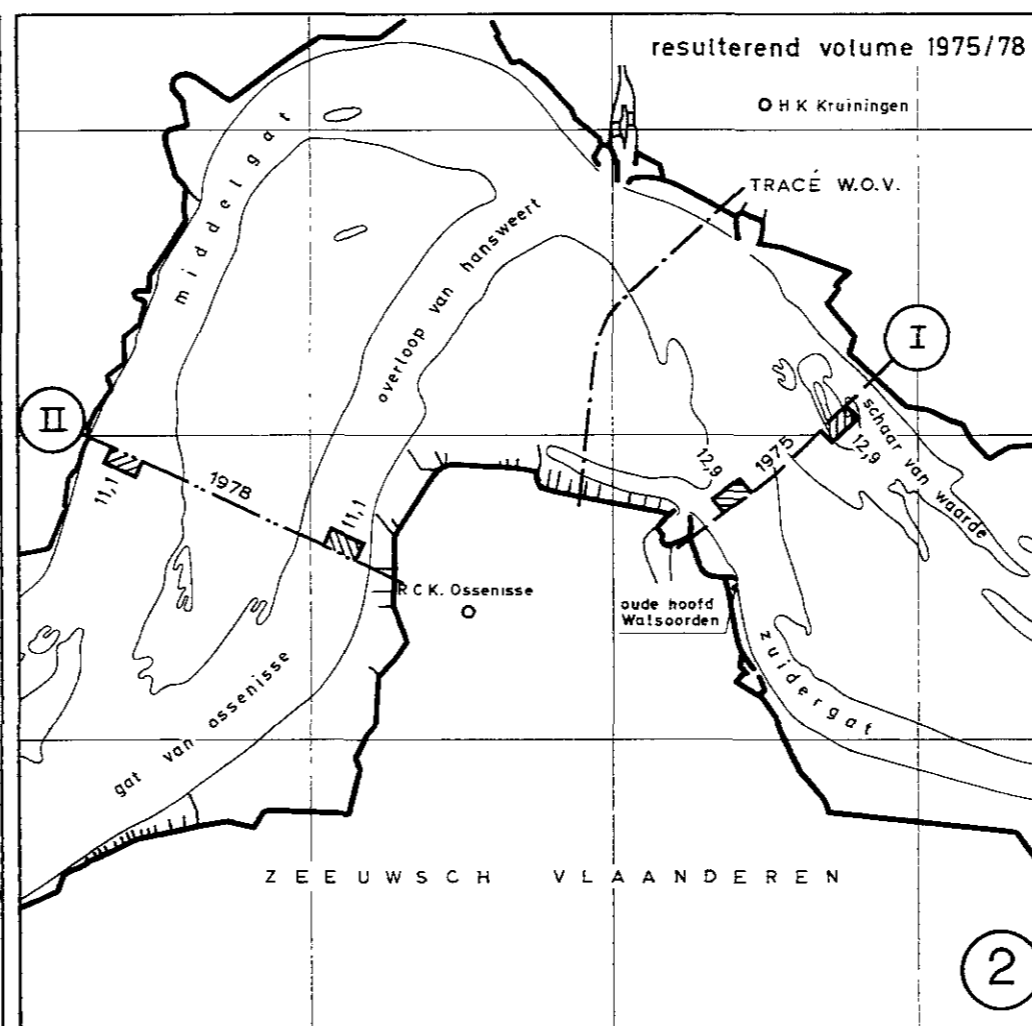 resulterend volume 1975/78
H K Kruiningen
TRACÉ W.O.V.
middelgat
overloop van hansweert
I
II
schaar van waarde
12,9
12,9
1975
11,1
1978
11,1
R C K. Ossenisse
oude hoofd
Walsoorden
zuidergat
gat van ossenisse
ZEEUWSCH VLAANDEREN
2